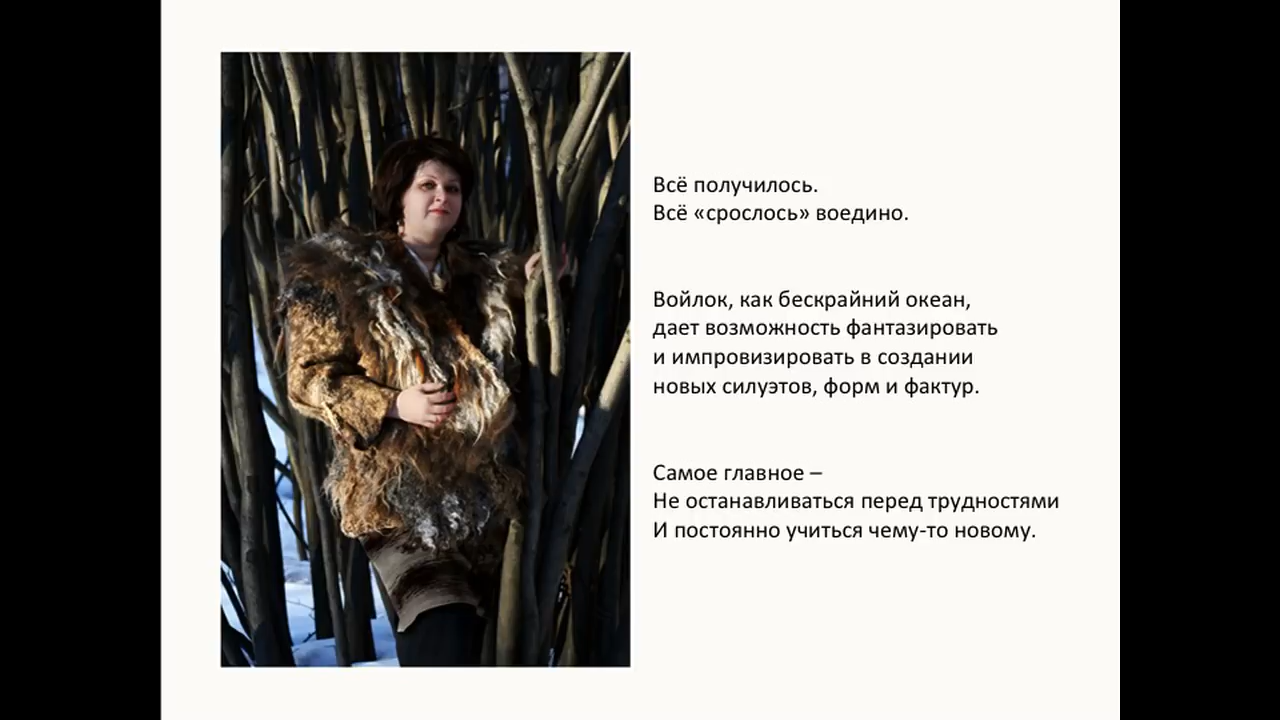 Всё получилось.
Всё «срослось» воедино.
Войлок, как бескрайний океан,
дает возможность фантазировать
и импровизировать в создании
новых силуэтов, форм и фактур.
Самое главное –
Не останавливаться перед трудностями
И постоянно учиться чему-то новому.